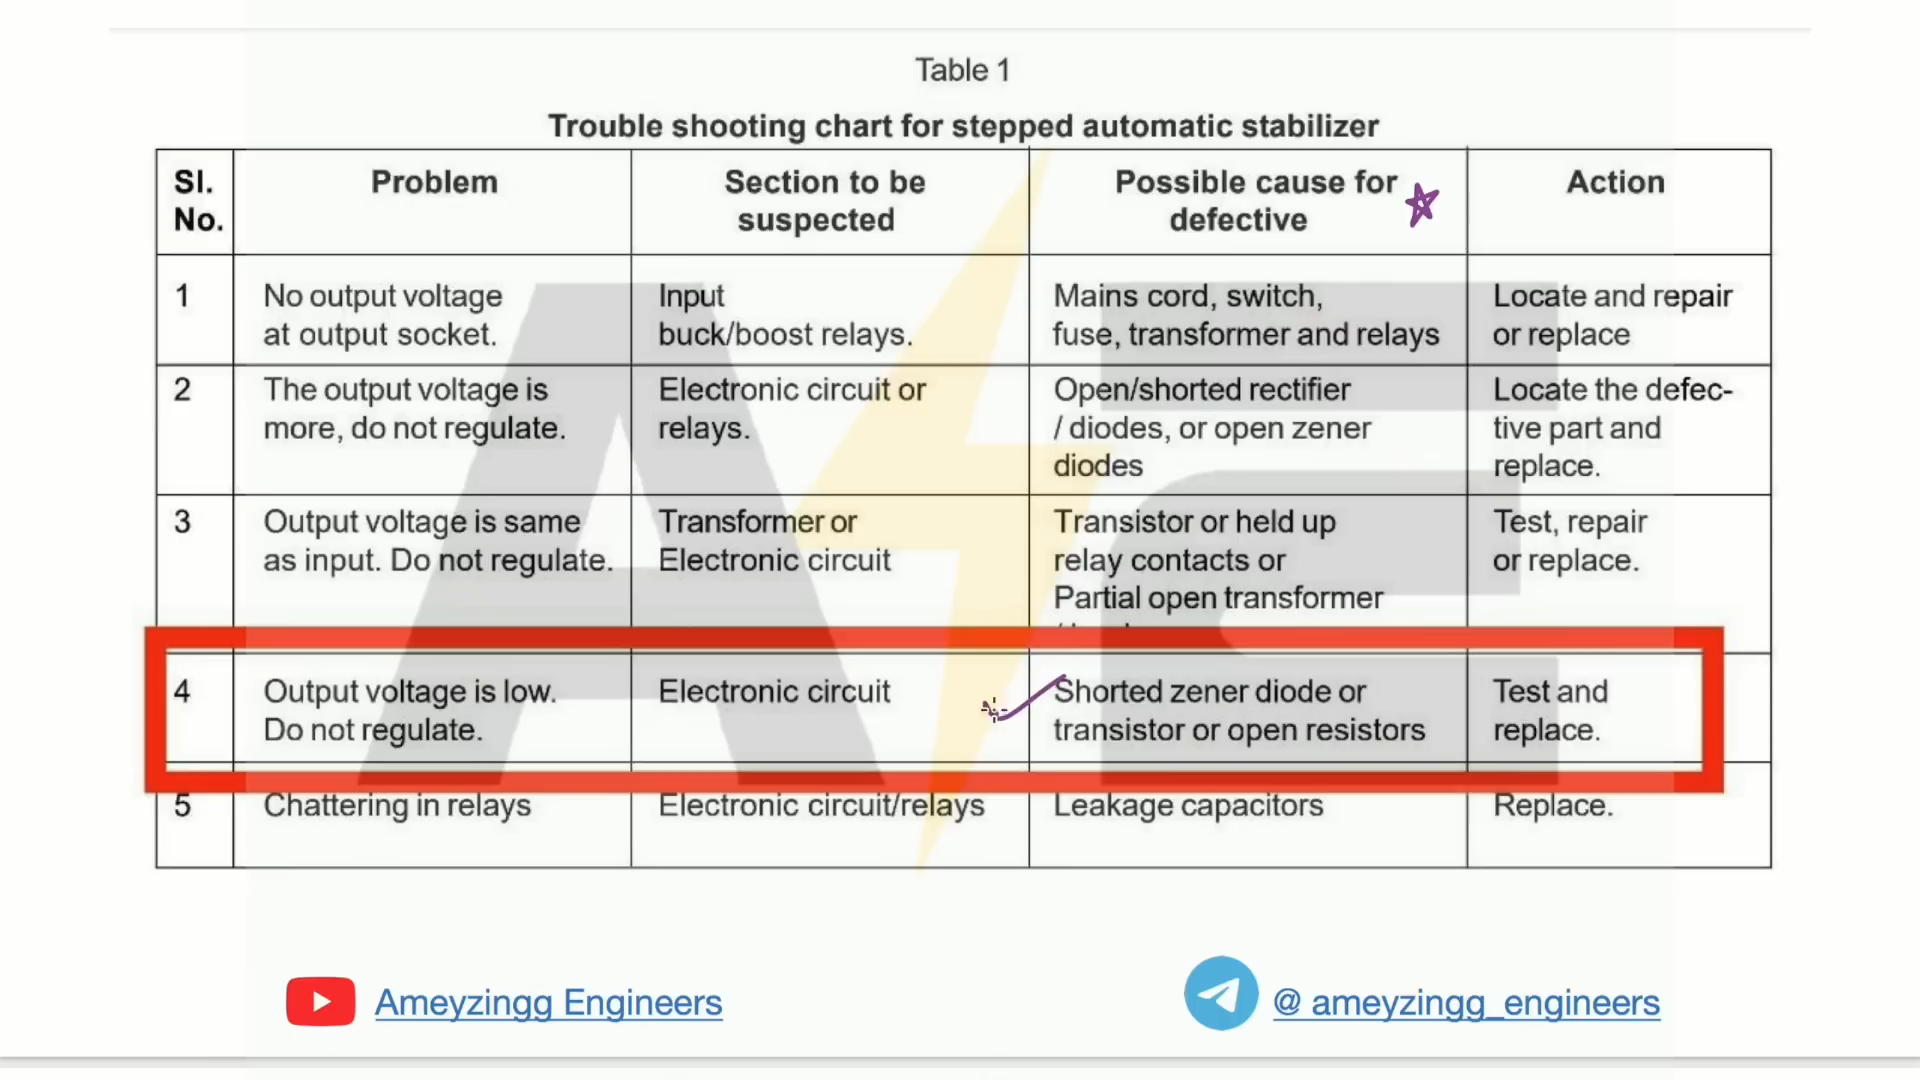 Table 1
Trouble shooting chart for stepped automatic stabilizer
Sl.
No.
Problem
Section to be
suspected
Possible cause for
defective
Action
1
No output voltage
at output socket.
Input
buck/boost relays.
Mains cord, switch,
fuse, transformer and relays
Locate and repair
or replace
2
The output voltage is
more, do not regulate.
Electronic circuit or
relays.
Open/shorted rectifier
/ diodes, or open zener
diodes
Locate the defec-
tive part and
replace.
3
Output voltage is same
as input. Do not regulate.
Transformer or
Electronic circuit
Transistor or held up
relay contacts or
Partial open transformer
Test, repair
or replace.
4
Output voltage is low.
Do not regulate.
Electronic circuit
Shorted zener diode or
transistor or open resistors
Test and
replace.
5
Chattering in relays
Electronic circuit/relays
Leakage capacitors
Replace.
Ameyzingg Engineers
@ ameyzingg_engineers